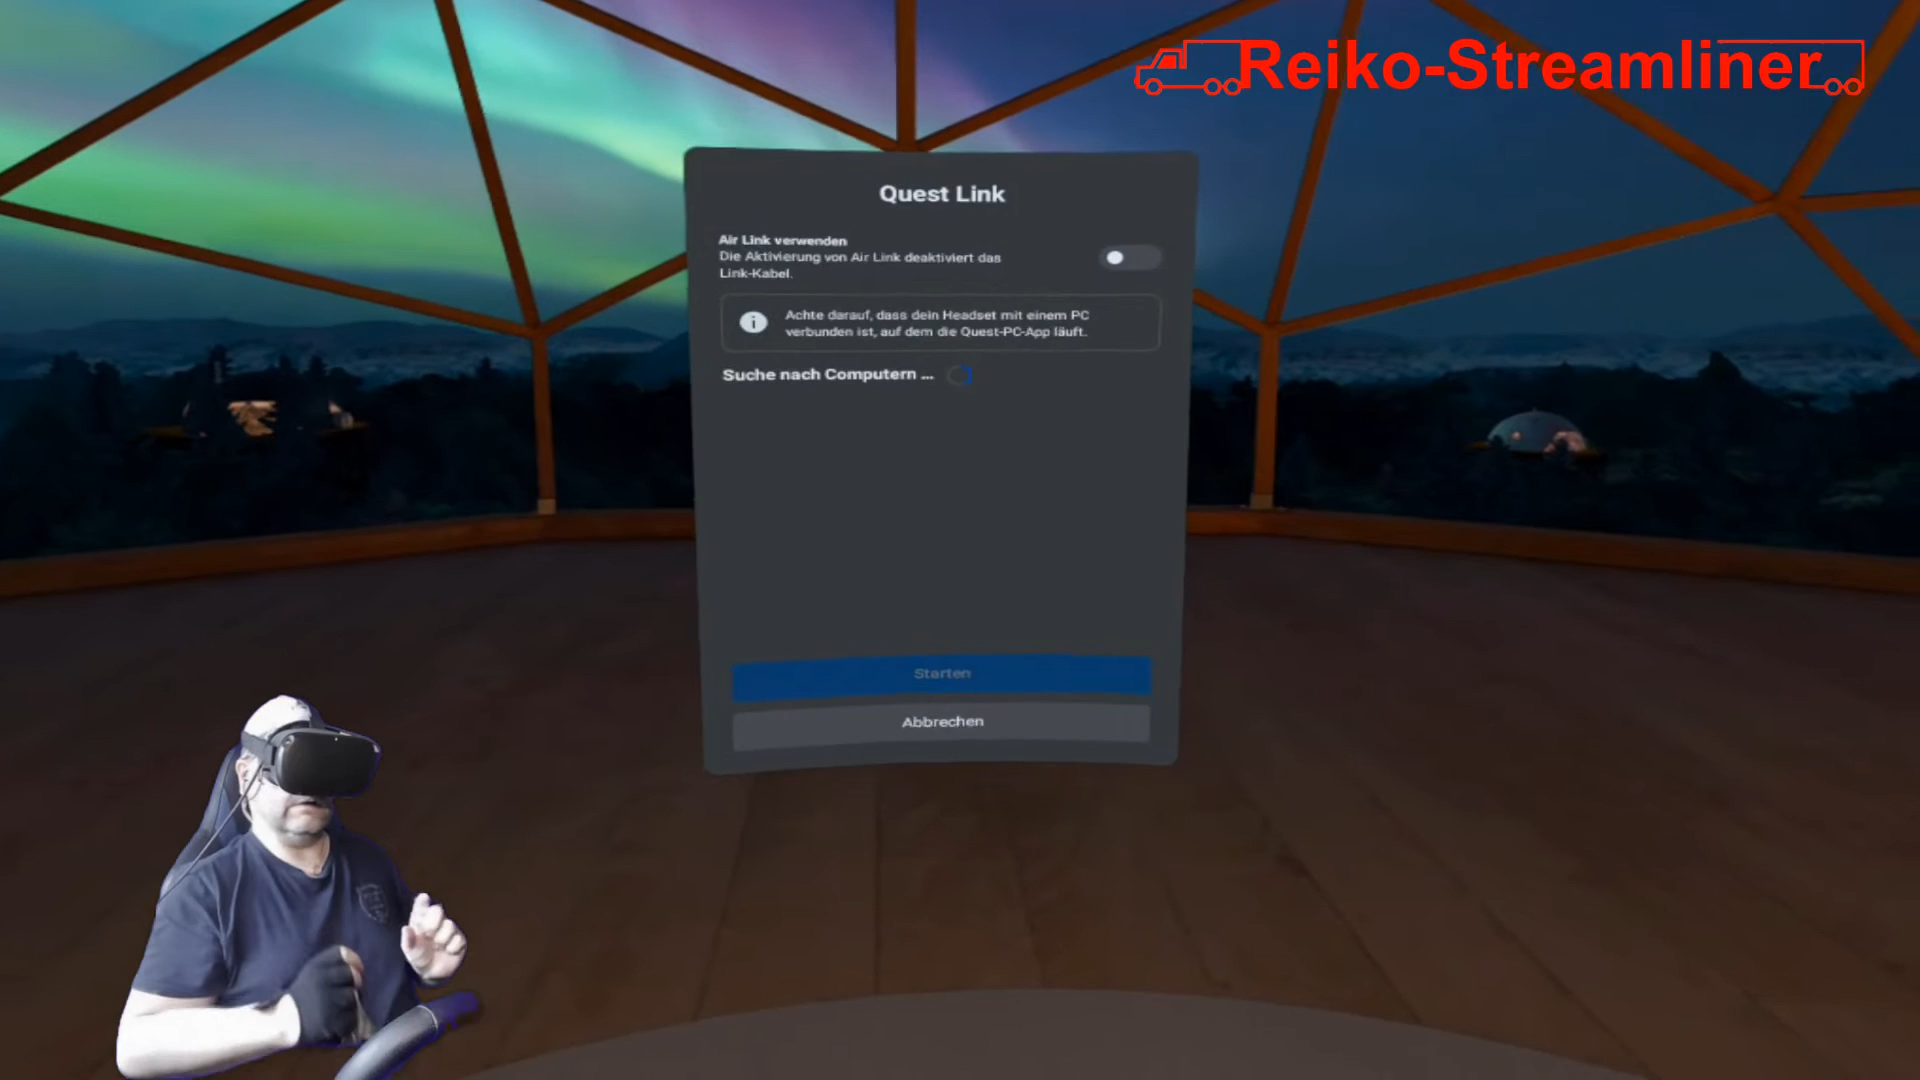 Reiko-Streamliner
Quest Link
Air Link verwenden
Die Aktivierung von Air Link deaktiviert das
Link-Kabel.
Achte darauf, dass dein Headset mit einem PC
verbunden ist, auf dem die Quest-PC-App läuft.
Suche nach Computern ...
Starten
Abbrechen